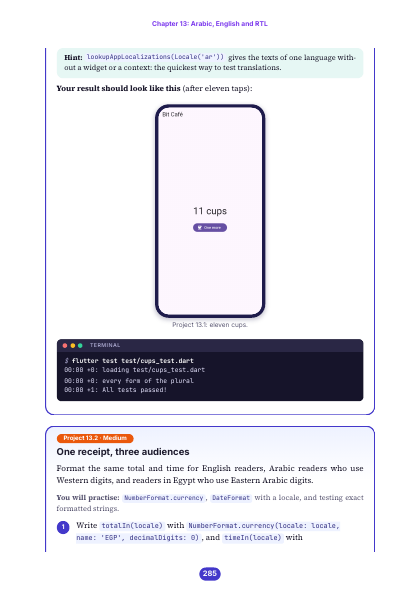 Chapter 13: Arabic, English and RTL
Hint: lookupAppLocalizations(Locale('ar')) gives the texts of one language with-
out a widget or a context: the quickest way to test translations.
Your result should look like this (after eleven taps):
Bit Café
11 cups
One more
Project 13.1: eleven cups.
TERMINAL
$ flutter test test/cups_test.dart
00:00 +0: loading test/cups_test.dart
00:00 +0: every form of the plural
00:00 +1: All tests passed!
Project 13.2 · Medium
One receipt, three audiences
Format the same total and time for English readers, Arabic readers who use
Western digits, and readers in Egypt who use Eastern Arabic digits.
You will practise: NumberFormat.currency, DateFormat with a locale, and testing exact
formatted strings.
1 Write totalIn(locale) with NumberFormat.currency(locale: locale,
name: 'EGP', decimalDigits: 0), and timeIn(locale) with
285